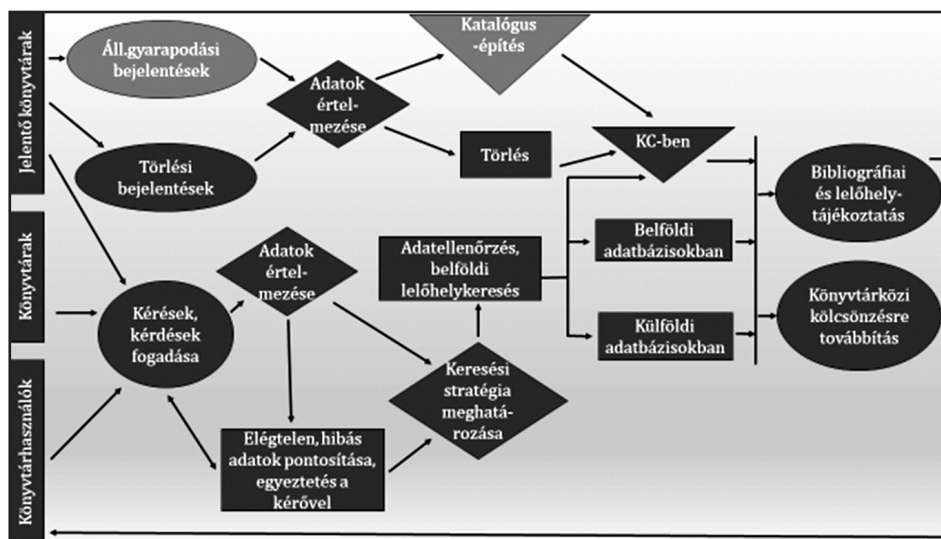 Jelentő könyvtárak
Könyvtárak
Könyvtárhasználók
Áll.gyarapodási
bejelentések
Törlési
bejelentések
Adatok
értel-
mezése
Katalógus
-építés
Törlés
KC-ben
Bibliográfiai
és lelőhely-
tájékoztatás
Kérések,
kérdések
fogadása
Adatok
értel-
mezése
Adatellenőrzés,
belföldi
lelőhelykeresés
Belföldi
adatbázisokban
Külföldi
adatbázisokban
Könyvtárközi
kölcsönzésre
továbbítás
Keresési
stratégia
meghatá-
rozása
Elégtelen, hibás
adatok pontosítása,
egyeztetés a
kérővel